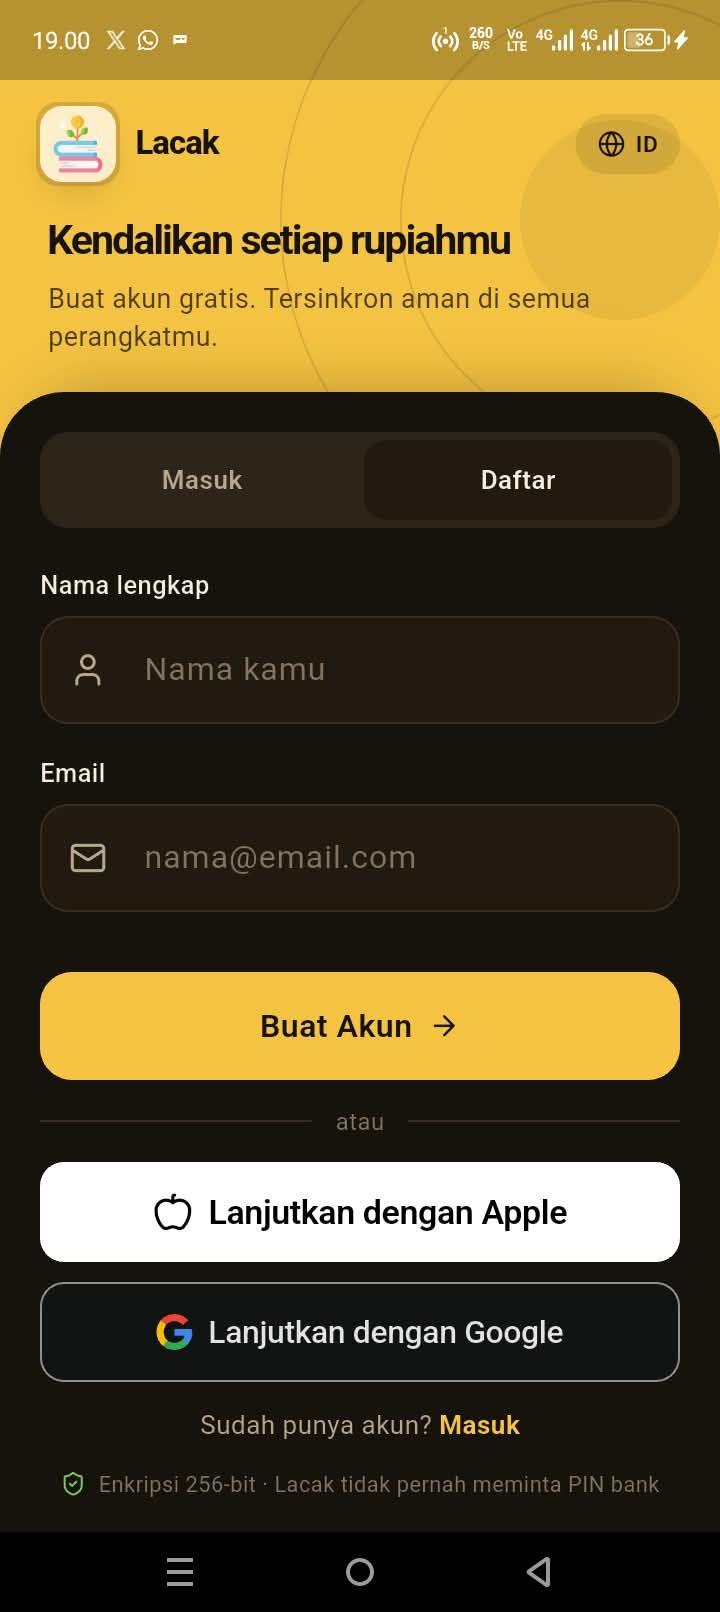 19.00
1
260
B/S
Vo
LTE
4G
4G
36
Lacak
ID
Kendalikan setiap rupiahmu
Buat akun gratis. Tersinkron aman di semua
perangkatmu.
Masuk
Daftar
Nama lengkap
Nama kamu
Email
nama@email.com
Buat Akun
atau
Lanjutkan dengan Apple
Lanjutkan dengan Google
Sudah punya akun? Masuk
Enkripsi 256-bit · Lacak tidak pernah meminta PIN bank